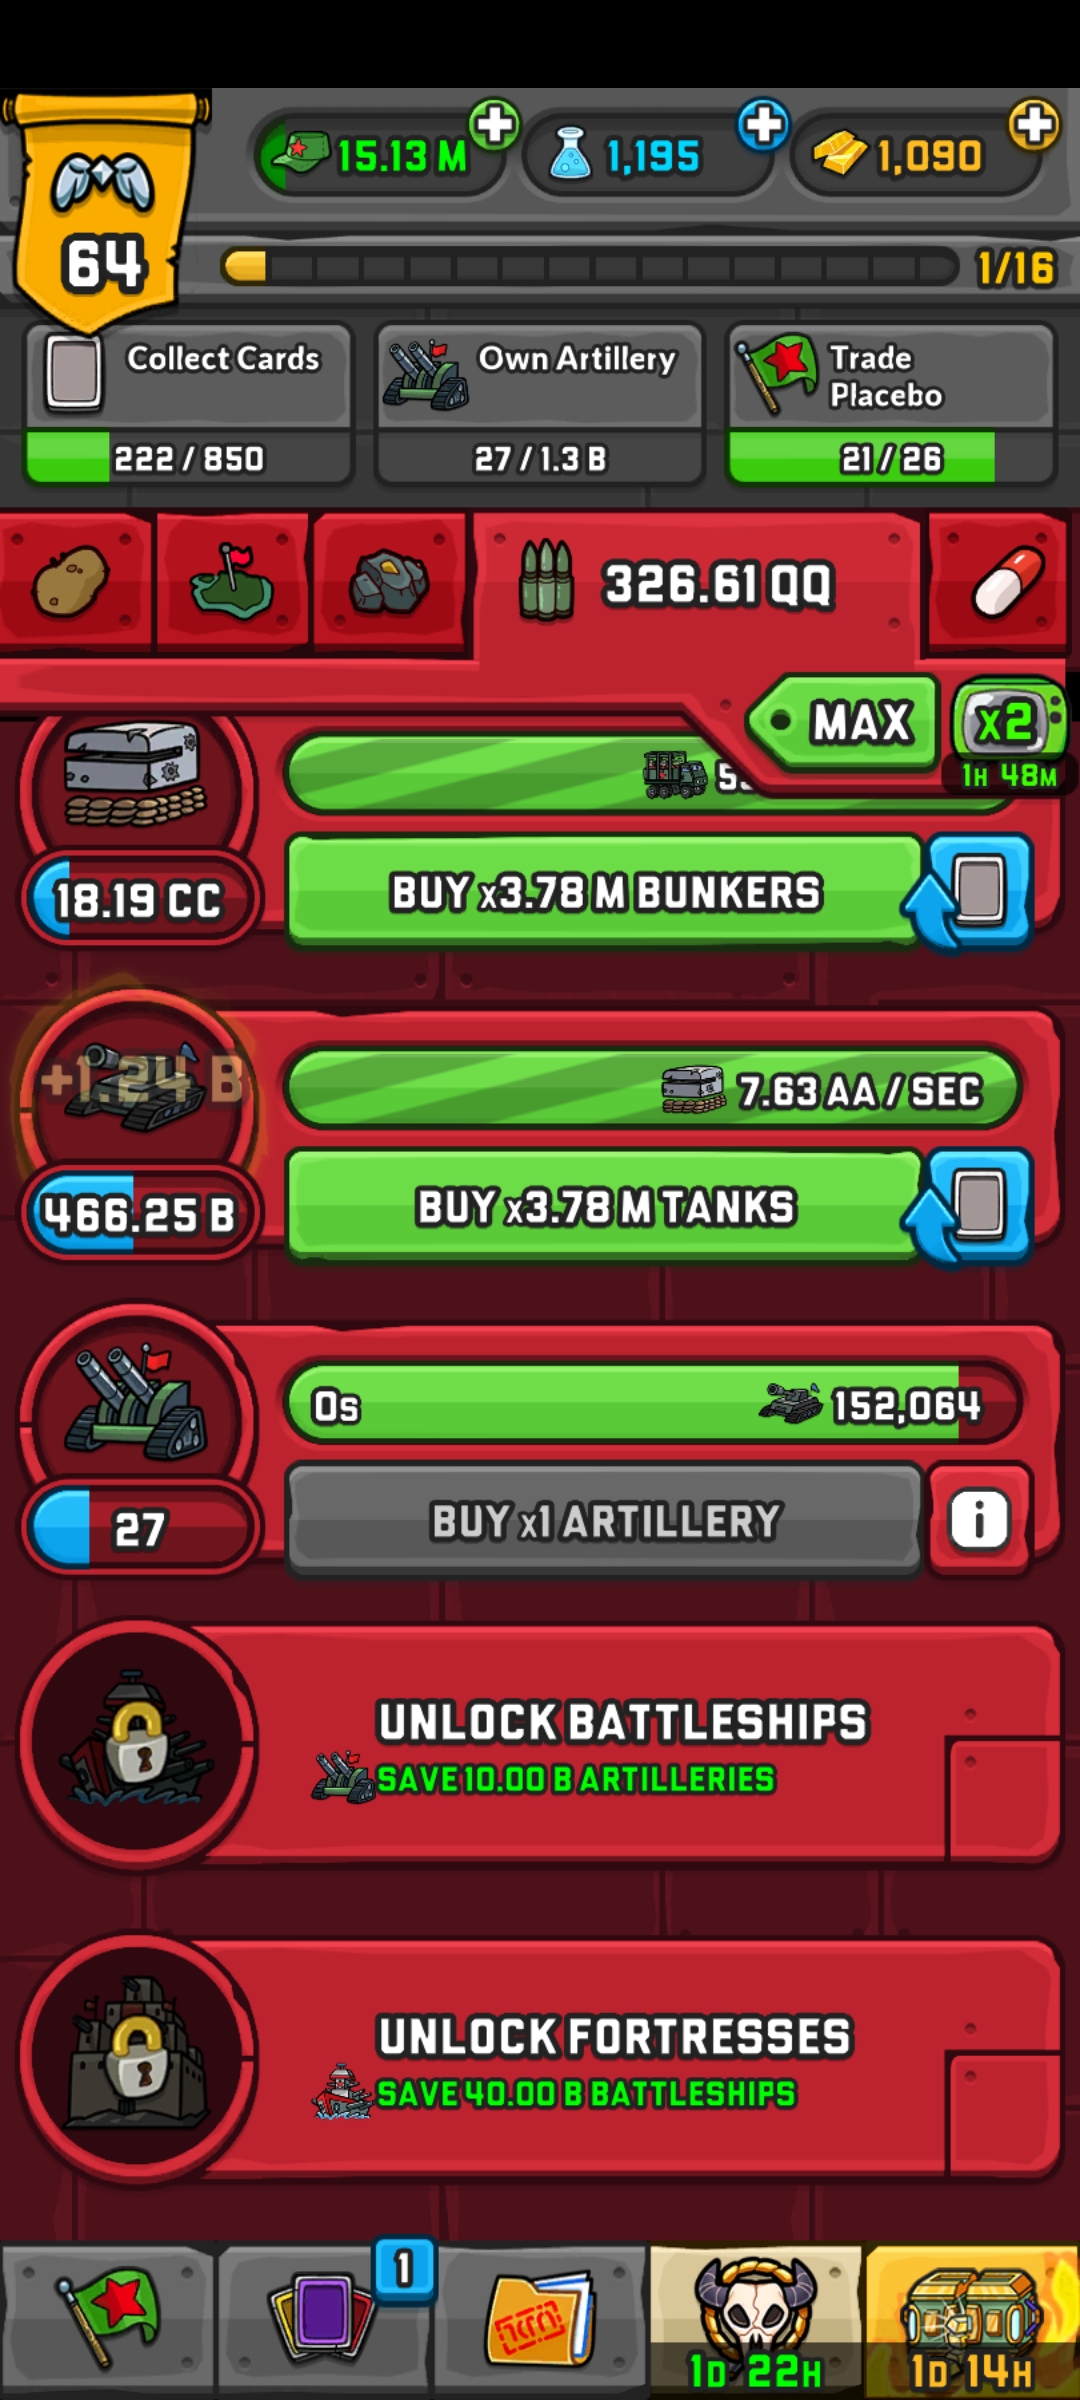 15.13 M
1,195
1,090
64
1/16
Collect Cards
Own Artillery
Trade
Placebo
222 / 850
27 / 1.3 B
21 / 26
326.61 QQ
MAX
x2
1H 48M
18.19 CC
BUY x3.78 M BUNKERS
+1.24 B
7.63 AA / SEC
466.25 B
BUY x3.78 M TANKS
0s
152,064
27
BUY x1 ARTILLERY
i
UNLOCK BATTLESHIPS
SAVE 10.00 B ARTILLERIES
UNLOCK FORTRESSES
SAVE 40.00 B BATTLESHIPS
1
1D 22H
1D 14H